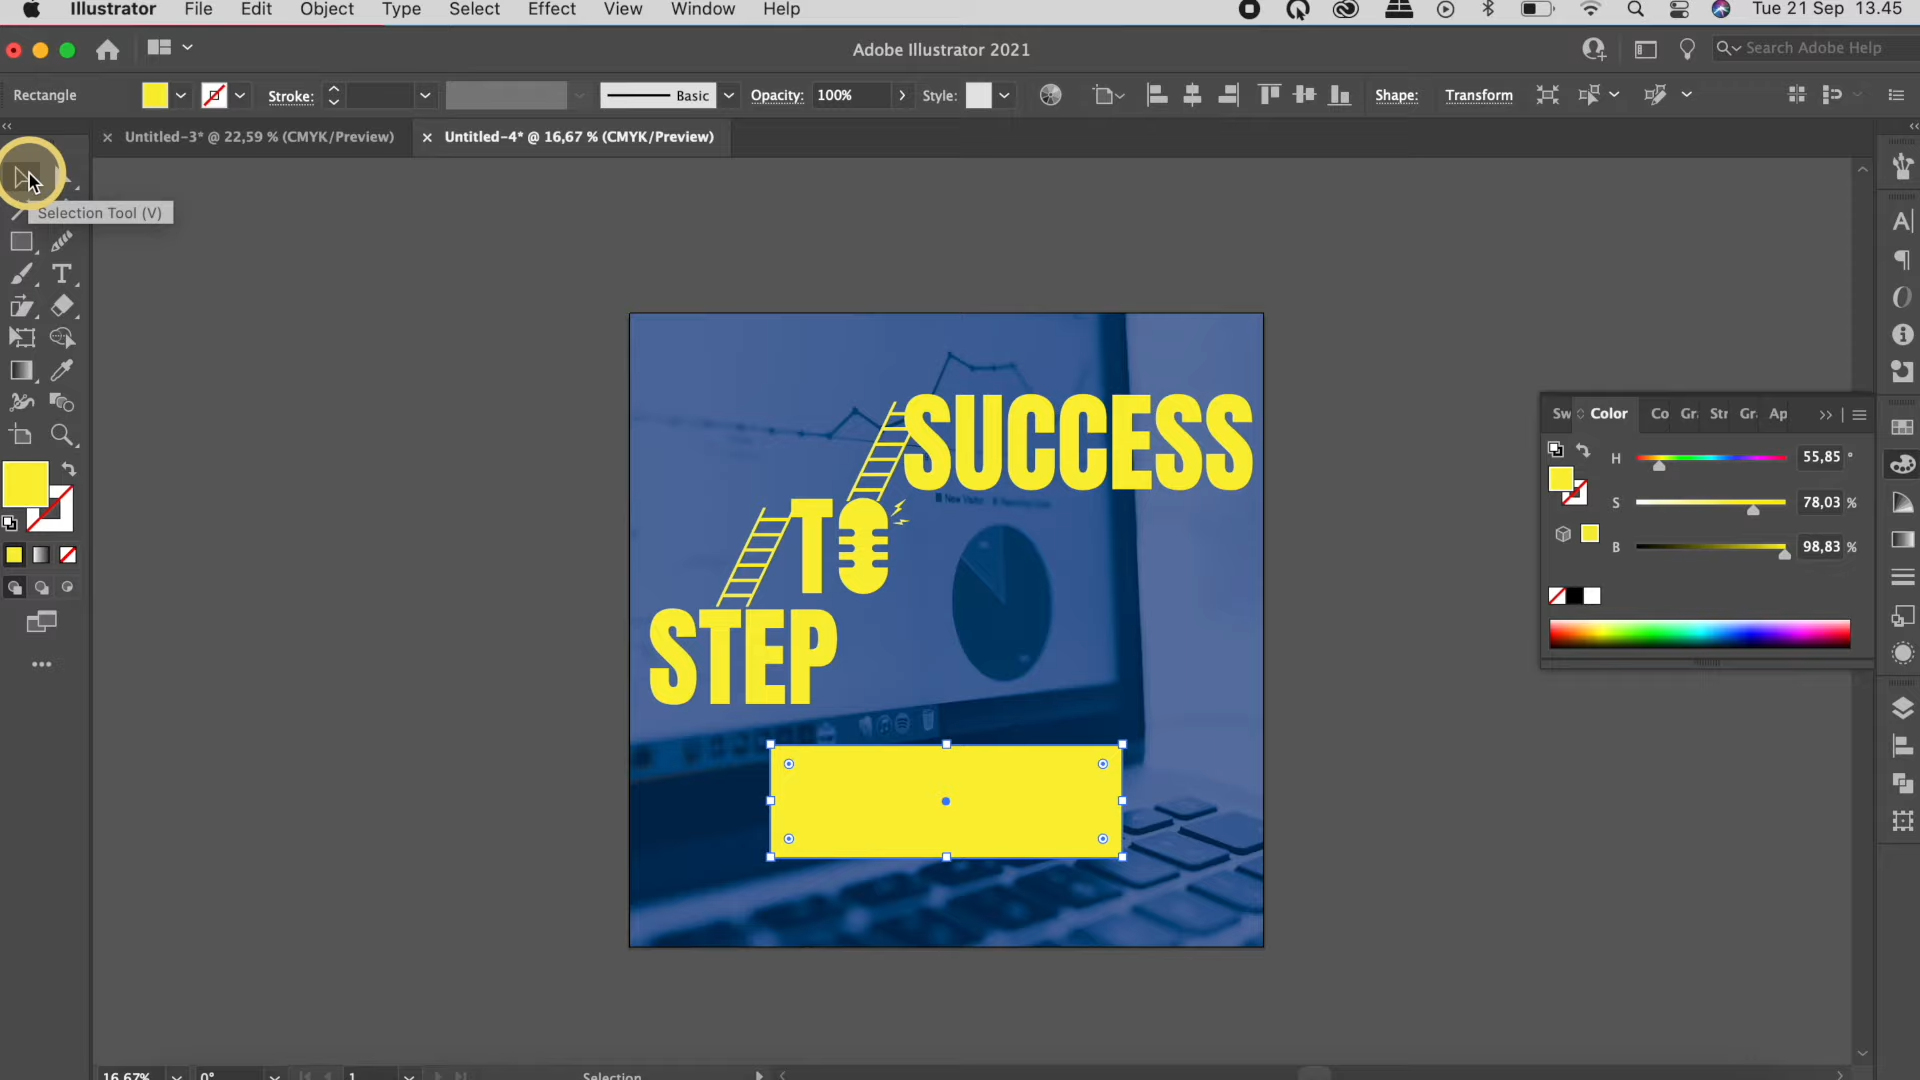 Illustrator File Edit Object Type Select Effect View Window Help Tue 21 Sep 13.45
Adobe Illustrator 2021
Search Adobe Help
Rectangle Stroke: Basic Opacity: 100% Style: Shape: Transform
Untitled-3* @ 22,59 % (CMYK/Preview) Untitled-4* @ 16,67 % (CMYK/Preview)
Selection Tool (V)
SUCCESS
TO
STEP
New Visitor
Sw Color Co Gr Str Gr Ap
H 55,85 °
S 78,03 %
B 98,83 %
16,67% 0° 1 Selection